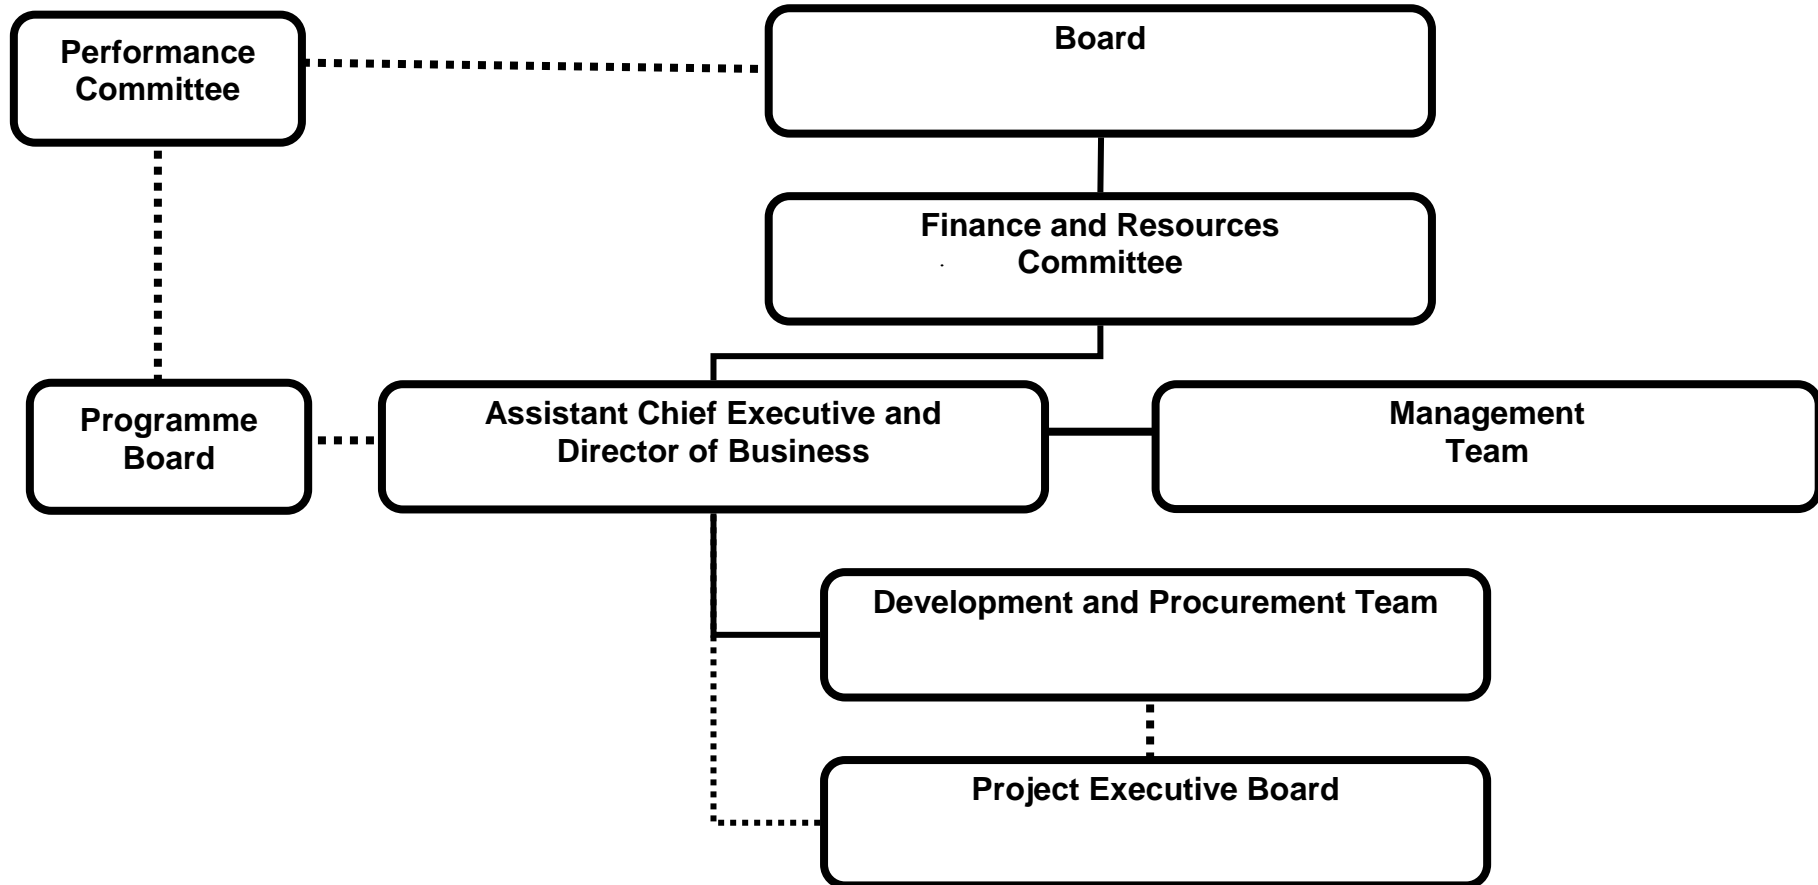 Performance
Committee
Board
Finance and Resources
Committee
Programme
Board
Assistant Chief Executive and
Director of Business
Management
Team
Development and Procurement Team
Project Executive Board